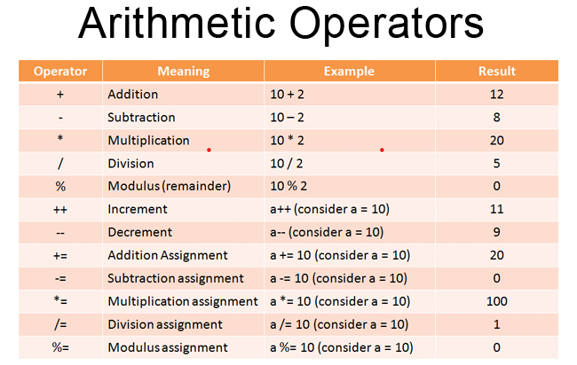 Arithmetic Operators
Operator Meaning Example Result
+ Addition 10 + 2 12
- Subtraction 10 – 2 8
* Multiplication 10 * 2 20
/ Division 10 / 2 5
% Modulus (remainder) 10 % 2 0
++ Increment a++ (consider a = 10) 11
-- Decrement a-- (consider a = 10) 9
+= Addition Assignment a += 10 (consider a = 10) 20
-= Subtraction assignment a -= 10 (consider a = 10) 0
*= Multiplication assignment a *= 10 (consider a = 10) 100
/= Division assignment a /= 10 (consider a = 10) 1
%= Modulus assignment a %= 10 (consider a = 10) 0